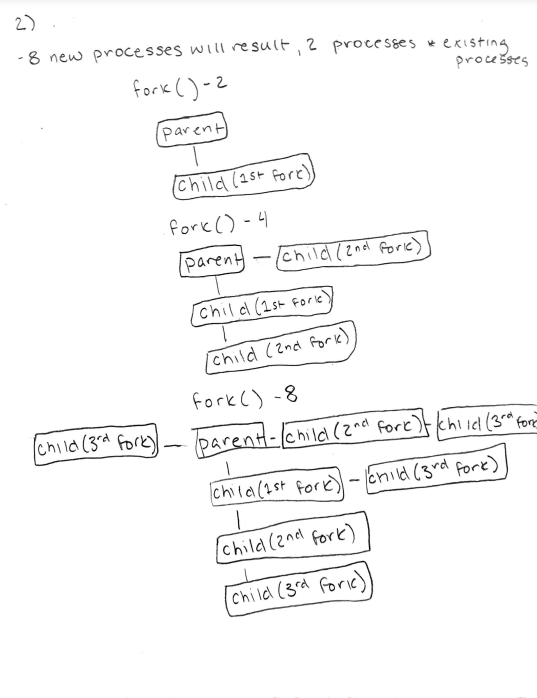 2)
-8 new processes will result, 2 processes * existing
processes
fork()-2
parent
child (1st fork)
fork() - 4
parent - child (2nd fork)
child (1st fork)
child (2nd fork)
fork() - 8
child (3rd fork) - parent - child (2nd fork) - child (3rd fork
child (1st fork) - child (3rd fork)
child (2nd fork)
child (3rd fork)